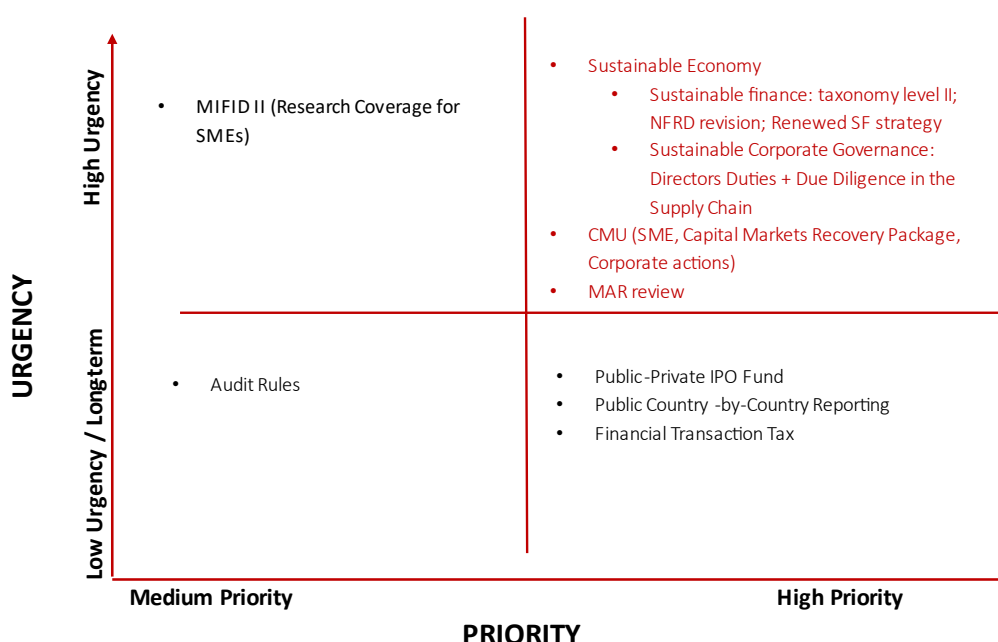 URGENCY
High Urgency
Low Urgency / Longterm
• MIFID II (Research Coverage for
SMEs)
• Sustainable Economy
• Sustainable finance: taxonomy level II;
NFRD revision; Renewed SF strategy
• Sustainable Corporate Governance:
Directors Duties + Due Diligence in the
Supply Chain
• CMU (SME, Capital Markets Recovery Package,
Corporate actions)
• MAR review
• Audit Rules
• Public-Private IPO Fund
• Public Country -by-Country Reporting
• Financial Transaction Tax
Medium Priority
High Priority
PRIORITY